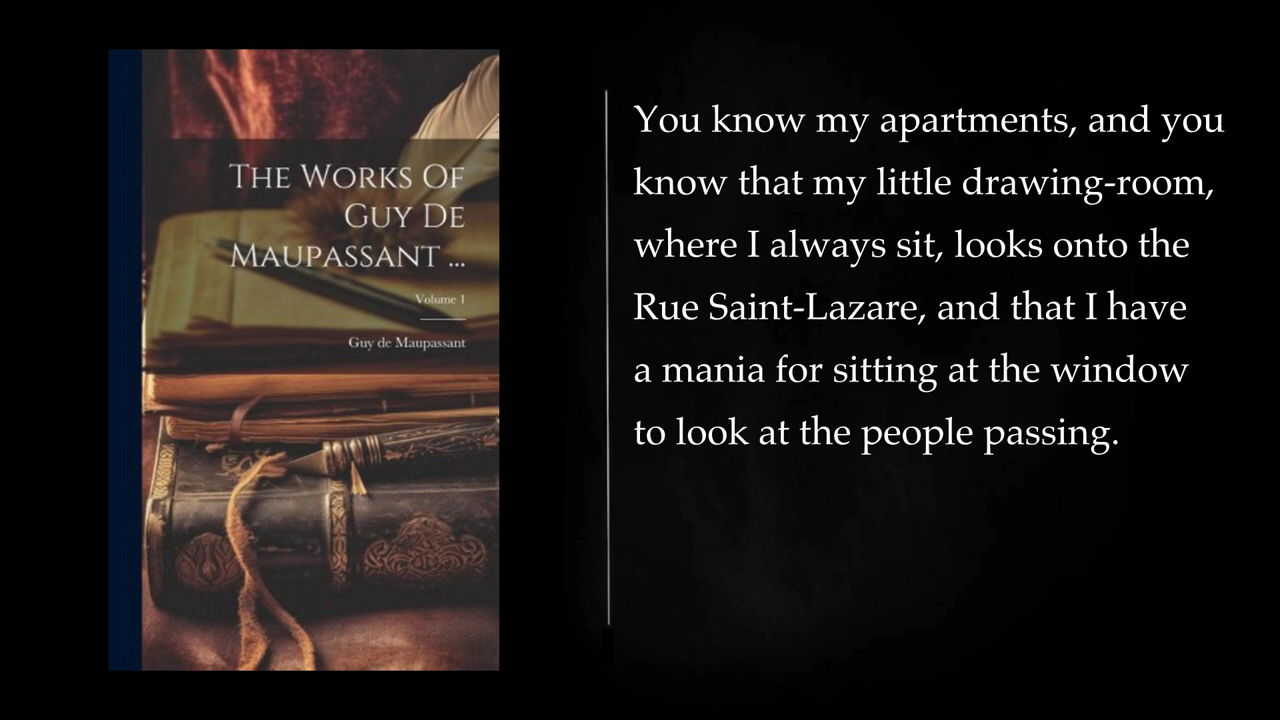 THE WORKS OF
GUY DE
MAUPASSANT ...
Volume 1
Guy de Maupassant
You know my apartments, and you
know that my little drawing-room,
where I always sit, looks onto the
Rue Saint-Lazare, and that I have
a mania for sitting at the window
to look at the people passing.